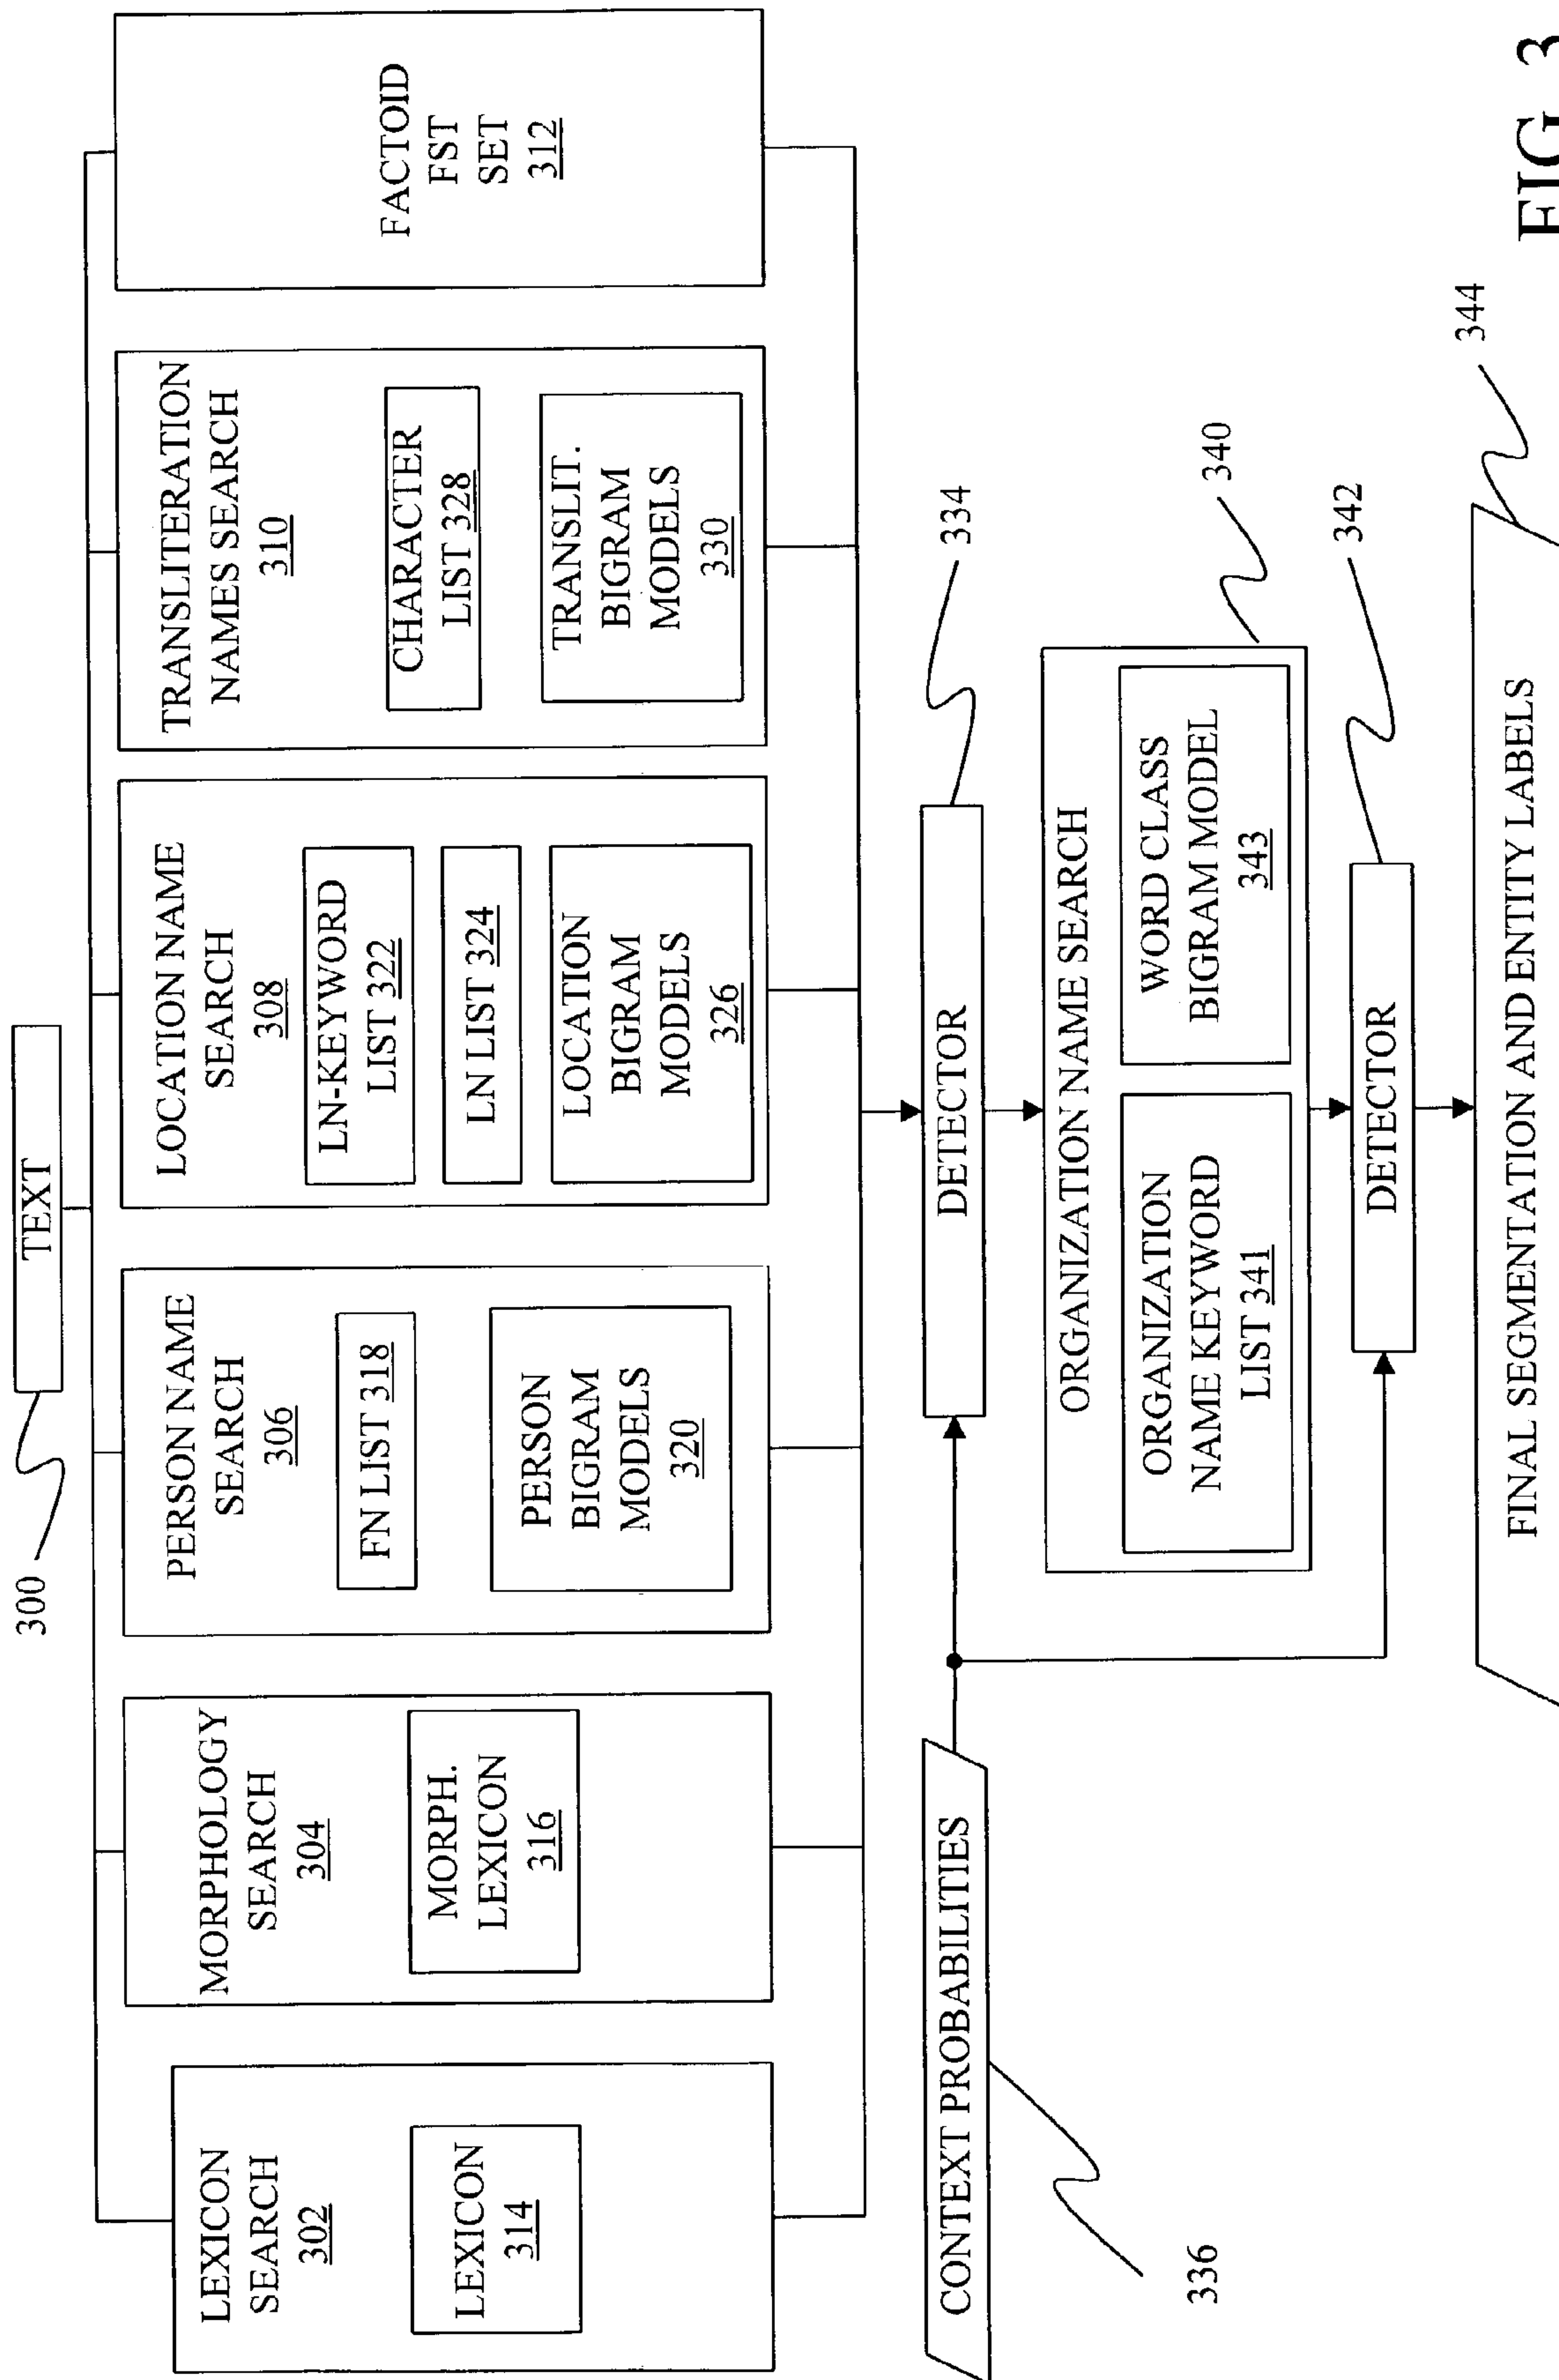 300
TEXT
LEXICON
SEARCH
302
LEXICON
314
MORPHOLOGY
SEARCH
304
MORPH.
LEXICON
316
PERSON NAME
SEARCH
306
FN LIST 318
PERSON
BIGRAM
MODELS
320
LOCATION NAME
SEARCH
308
LN-KEYWORD
LIST 322
LN LIST 324
LOCATION
BIGRAM
MODELS
326
TRANSLITERATION
NAMES SEARCH
310
CHARACTER
LIST 328
TRANSLIT.
BIGRAM
MODELS
330
FACTOID
FST
SET
312
CONTEXT PROBABILITIES
336
DETECTOR
334
ORGANIZATION NAME SEARCH
340
ORGANIZATION
NAME KEYWORD
LIST 341
WORD CLASS
BIGRAM MODEL
343
DETECTOR
342
FINAL SEGMENTATION AND ENTITY LABELS
344
FIG. 3